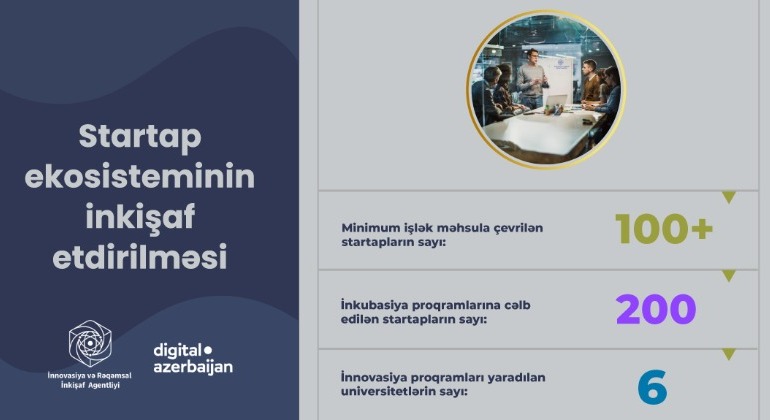 Startap
ekosisteminin
inkişaf
etdirilməsi
İnnovasiya və Rəqəmsal
İnkişaf Agentliyi
digital
azerbaijan
Minimum işlək məhsula çevrilən
startapların sayı:
100+
İnkubasiya proqramlarına cəlb
edilən startapların sayı:
200
İnnovasiya proqramları yaradılan
universitetlərin sayı:
6